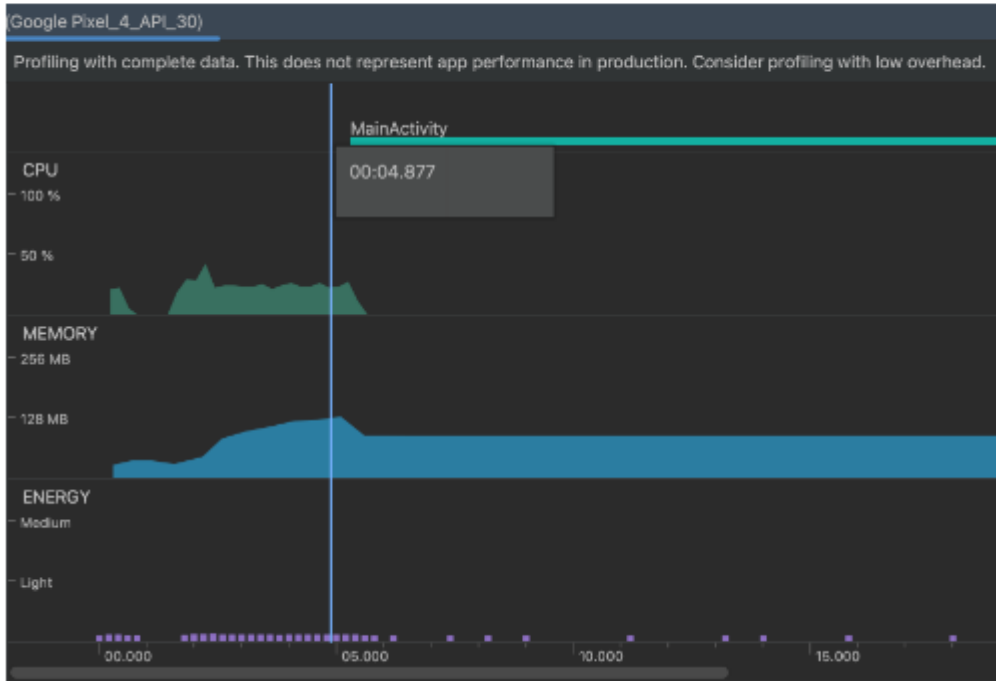 (Google Pixel_4_API_30)
Profiling with complete data. This does not represent app performance in production. Consider profiling with low overhead.
MainActivity
CPU
00:04.877
100 %
50 %
MEMORY
256 MB
128 MB
ENERGY
Medium
Light
00.000
05.000
10.000
15.000